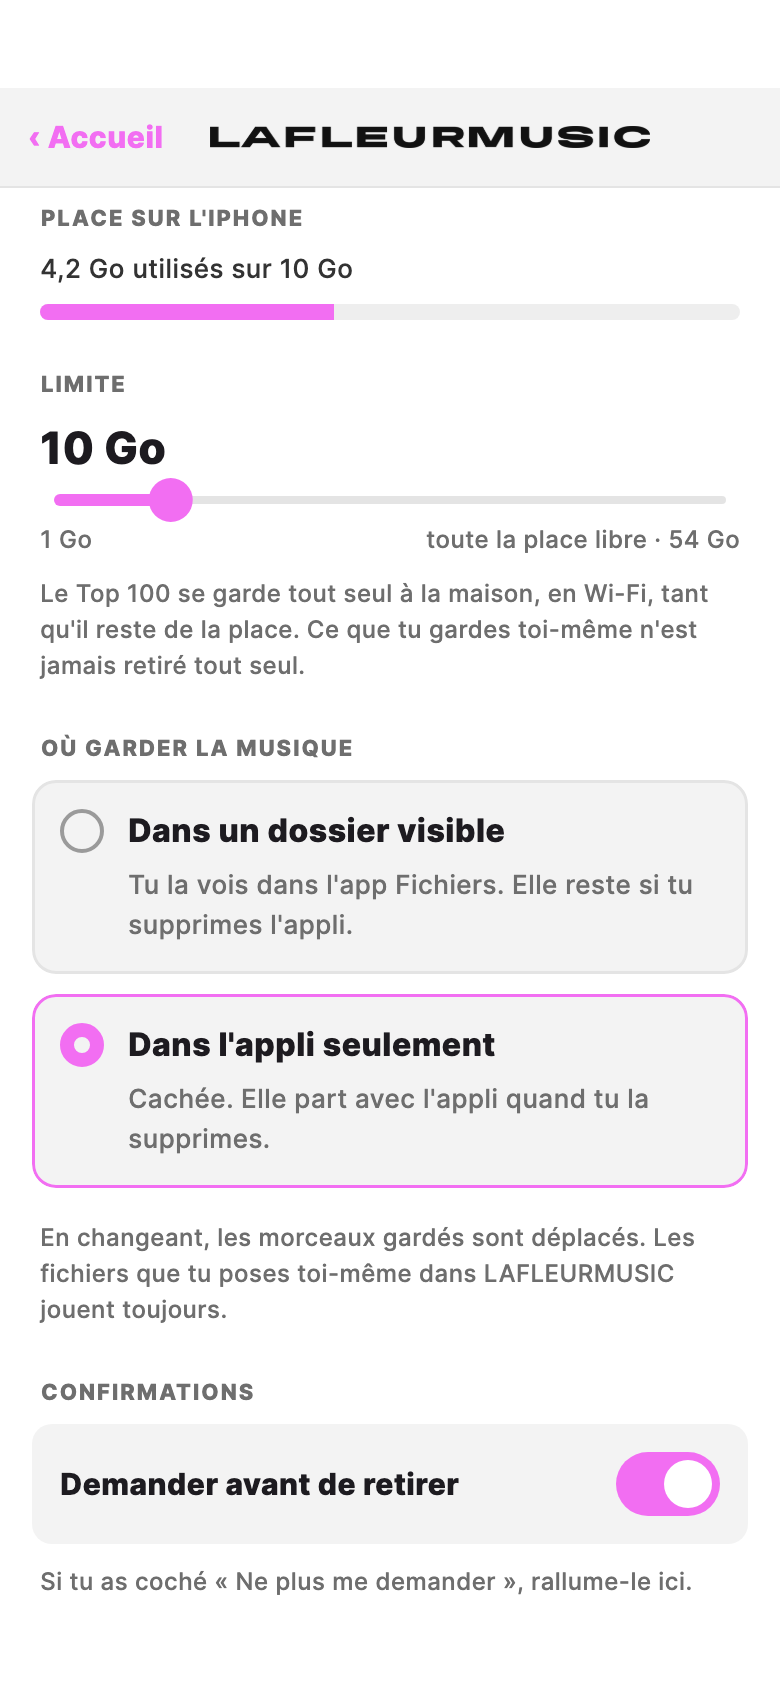 ‹ Accueil
LAFLEURMUSIC
PLACE SUR L'IPHONE
4,2 Go utilisés sur 10 Go
LIMITE
10 Go
1 Go
toute la place libre · 54 Go
Le Top 100 se garde tout seul à la maison, en Wi-Fi, tant
qu'il reste de la place. Ce que tu gardes toi-même n'est
jamais retiré tout seul.
OÙ GARDER LA MUSIQUE
Dans un dossier visible
Tu la vois dans l'app Fichiers. Elle reste si tu
supprimes l'appli.
Dans l'appli seulement
Cachée. Elle part avec l'appli quand tu la
supprimes.
En changeant, les morceaux gardés sont déplacés. Les
fichiers que tu poses toi-même dans LAFLEURMUSIC
jouent toujours.
CONFIRMATIONS
Demander avant de retirer
Si tu as coché « Ne plus me demander », rallume-le ici.